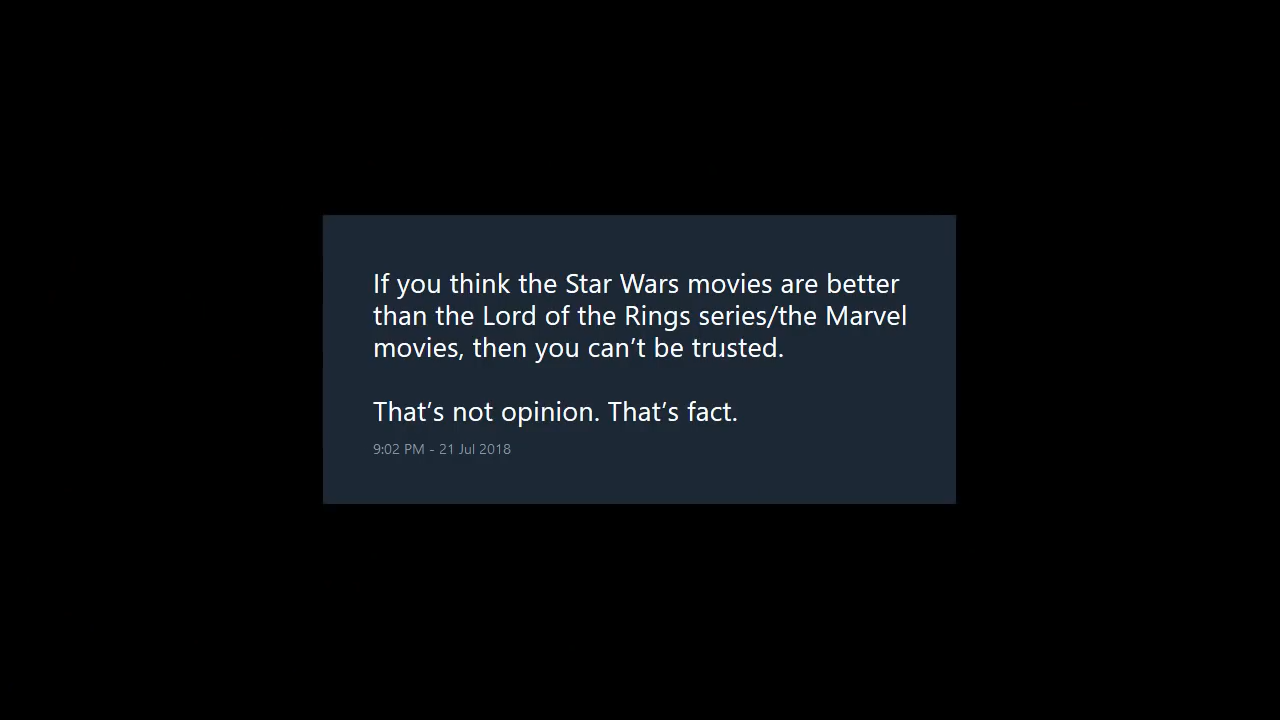 If you think the Star Wars movies are better
than the Lord of the Rings series/the Marvel
movies, then you can’t be trusted.
That’s not opinion. That’s fact.
9:02 PM - 21 Jul 2018